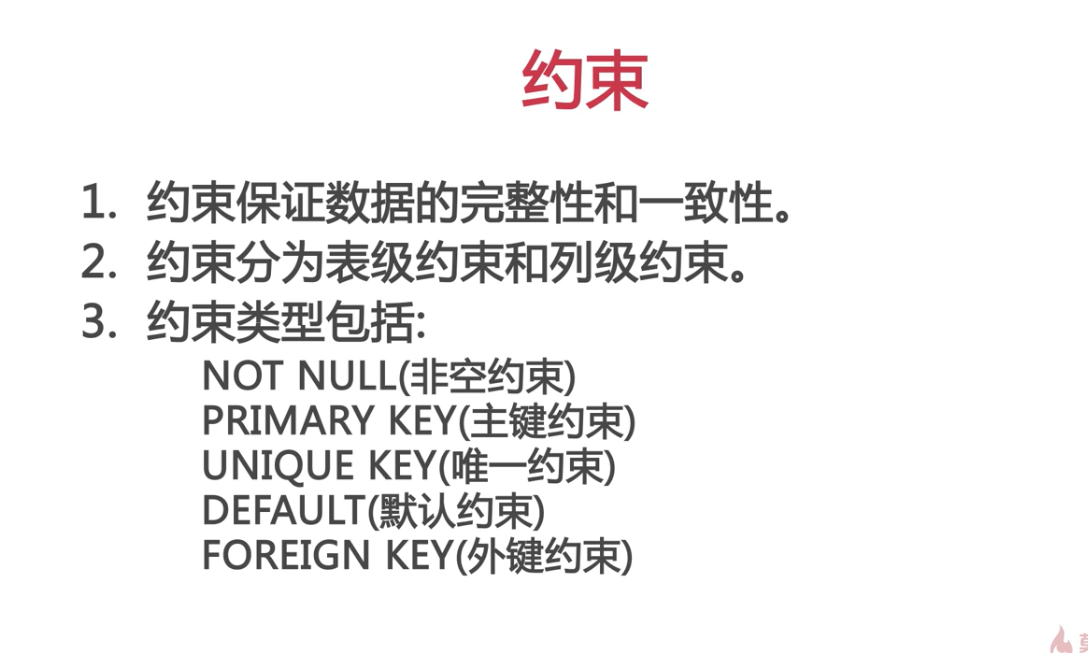 约束
1. 约束保证数据的完整性和一致性。
2. 约束分为表级约束和列级约束。
3. 约束类型包括:
NOT NULL(非空约束)
PRIMARY KEY(主键约束)
UNIQUE KEY(唯一约束)
DEFAULT(默认约束)
FOREIGN KEY(外键约束)